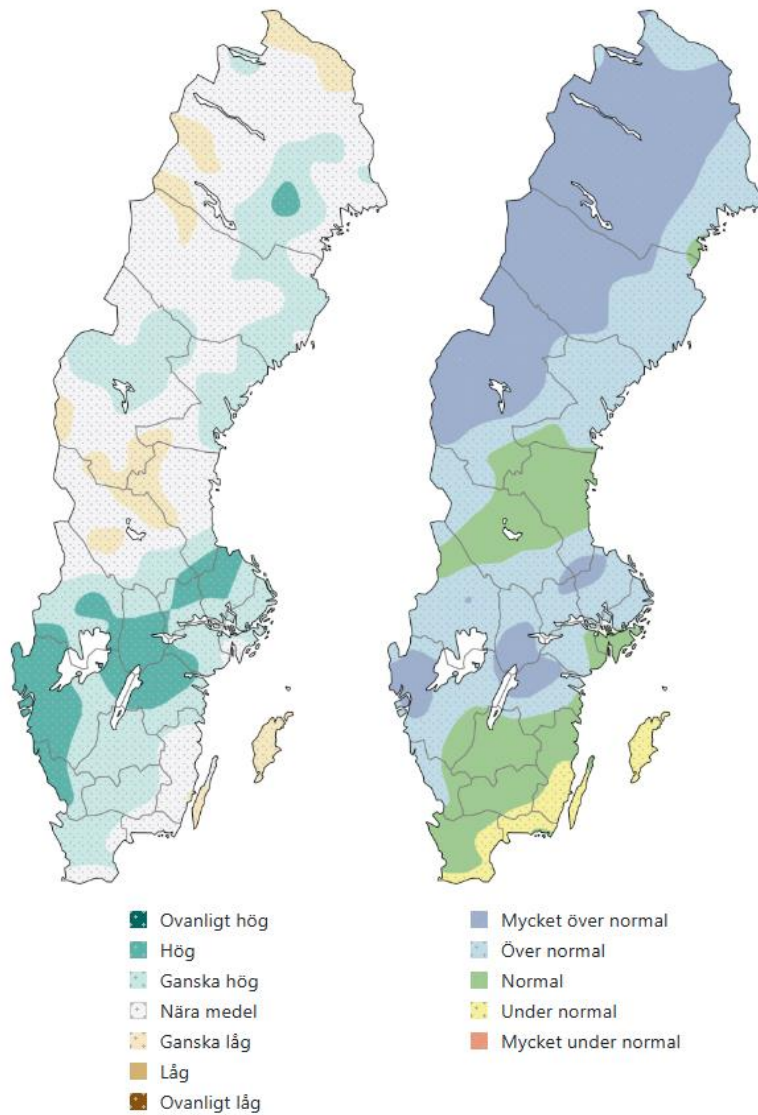 Ovanligt hög
Hög
Ganska hög
Nära medel
Ganska låg
Låg
Ovanligt låg
Mycket över normal
Över normal
Normal
Under normal
Mycket under normal